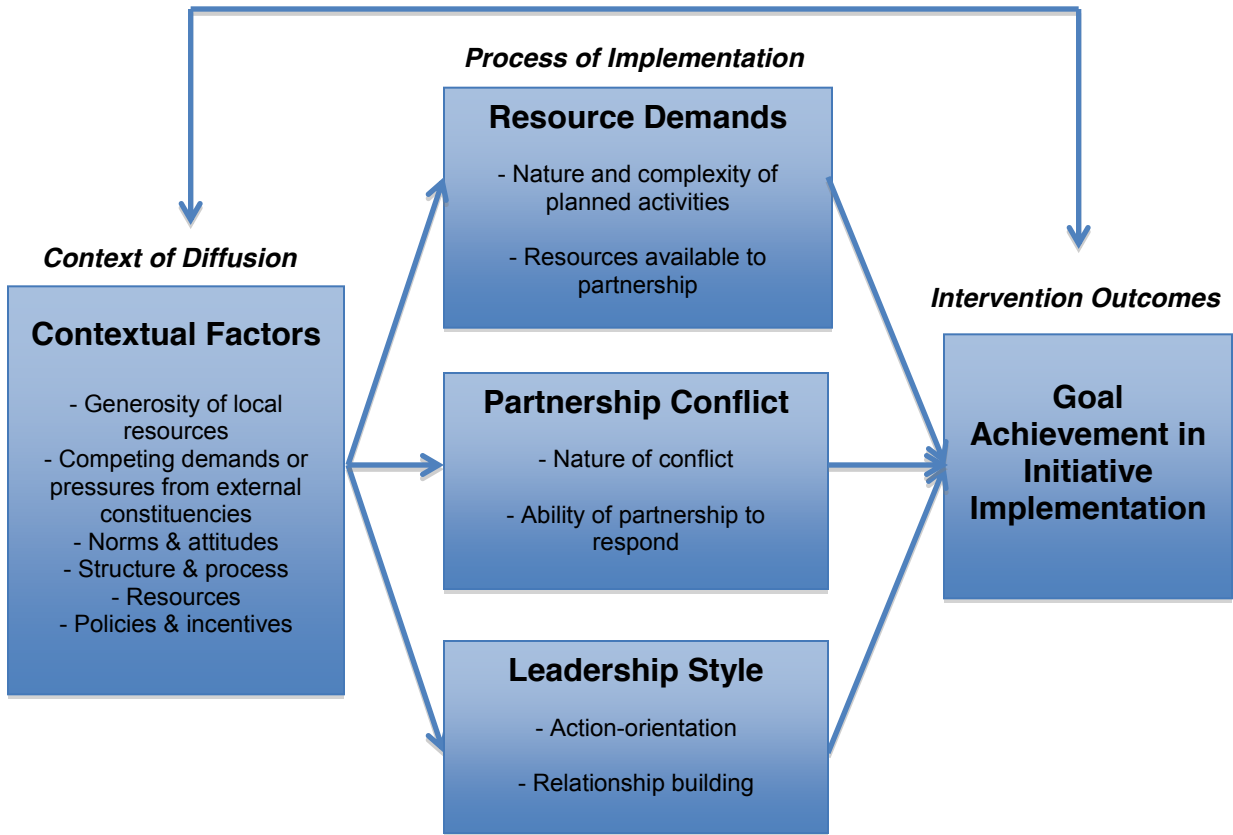 Process of Implementation
Resource Demands
- Nature and complexity of
planned activities
- Resources available to
partnership
Context of Diffusion
Contextual Factors
- Generosity of local
resources
- Competing demands or
pressures from external
constituencies
- Norms & attitudes
- Structure & process
- Resources
- Policies & incentives
Partnership Conflict
- Nature of conflict
- Ability of partnership to
respond
Leadership Style
- Action-orientation
- Relationship building
Intervention Outcomes
Goal
Achievement in
Initiative
Implementation